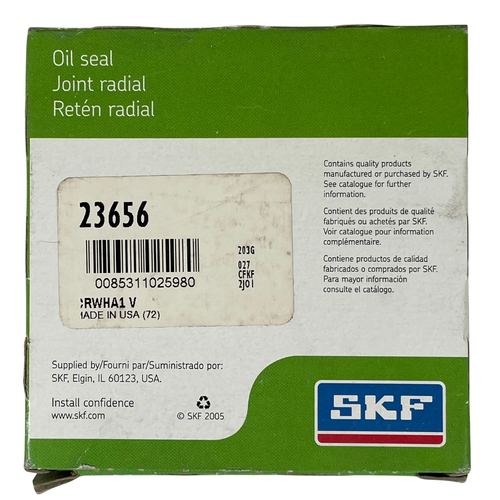 Oil seal
Joint radial
Retén radial
Contains quality products
manufactured or purchased by SKF.
See catalogue for further
information.
Contient des produits de qualité
fabriqués ou achetés par SKF.
Voir catalogue pour information
complémentaire.
Contiene productos de calidad
fabricados o comprados por SKF.
Para mayor información
consulte el catálogo.
23656
0085311025980
203G
027
CFKF
2J01
CRWHA1 V
MADE IN USA (72)
Supplied by/Fourni par/Suministrado por:
SKF, Elgin, IL 60123, USA.
Install confidence
www.skf.com
© SKF 2005
SKF